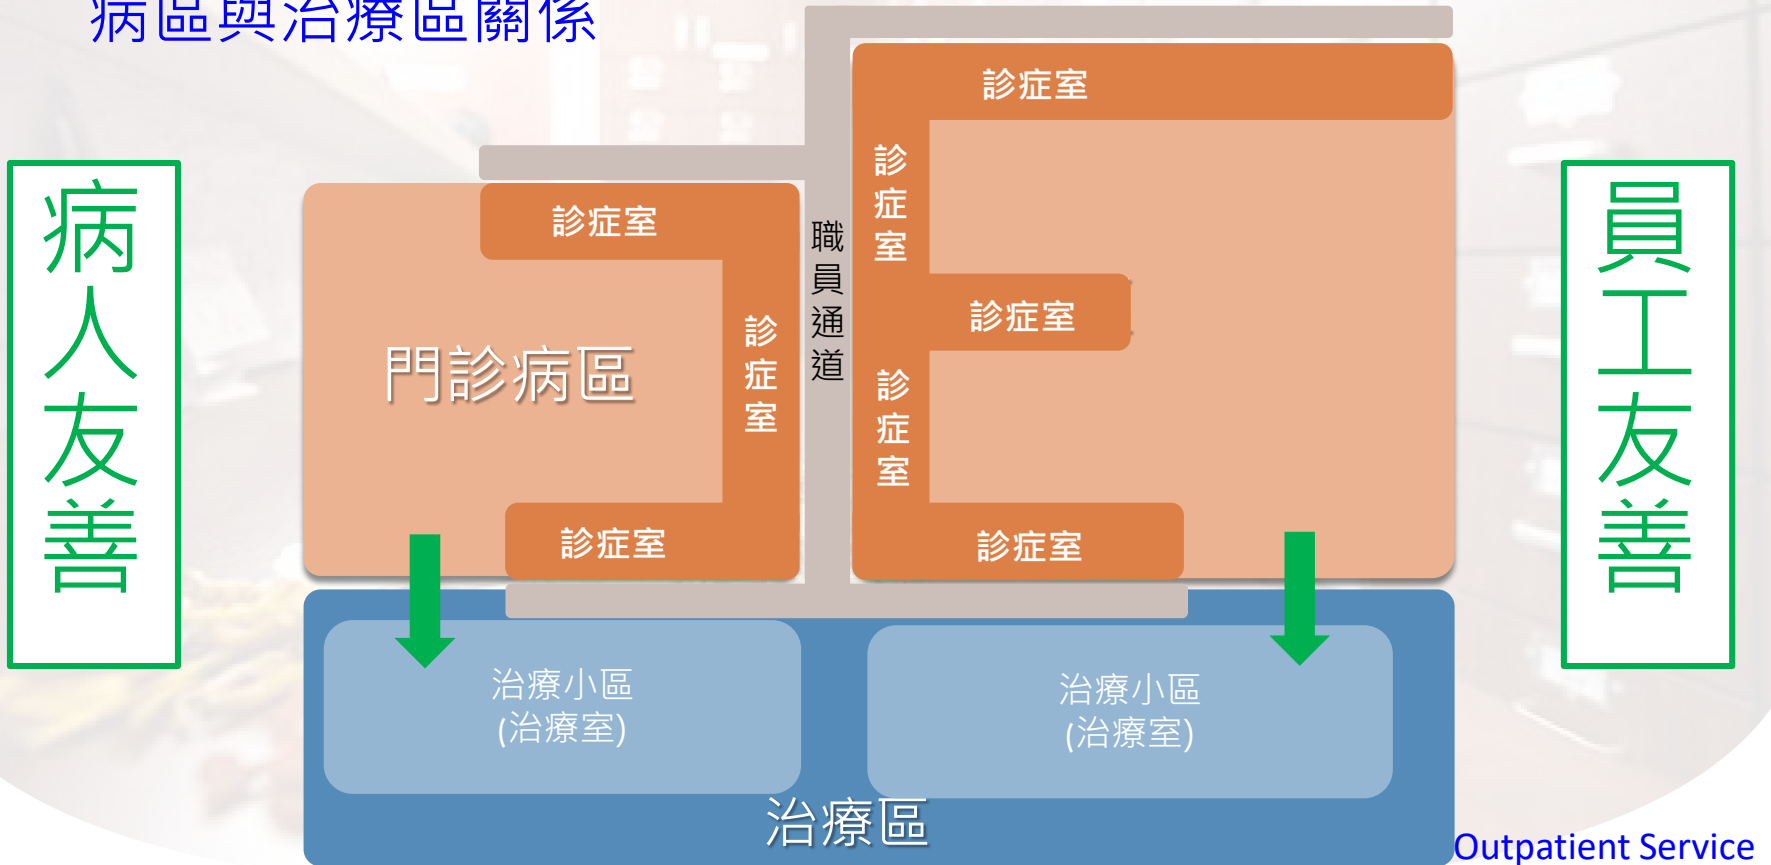 病區與治療區關係
診症室
診症室
診症室
職員通道
診症室
診症室
診症室
門診病區
診症室
診症室
診症室
病人友善
員工友善
治療小區
(治療室)
治療小區
(治療室)
治療區
Outpatient Service